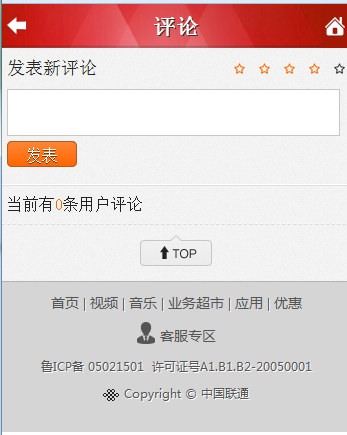 评论
发表新评论
发表
当前有0条用户评论
TOP
首页 | 视频 | 音乐 | 业务超市 | 应用 | 优惠
客服专区
鲁ICP备 05021501 许可证号A1.B1.B2-20050001
Copyright © 中国联通